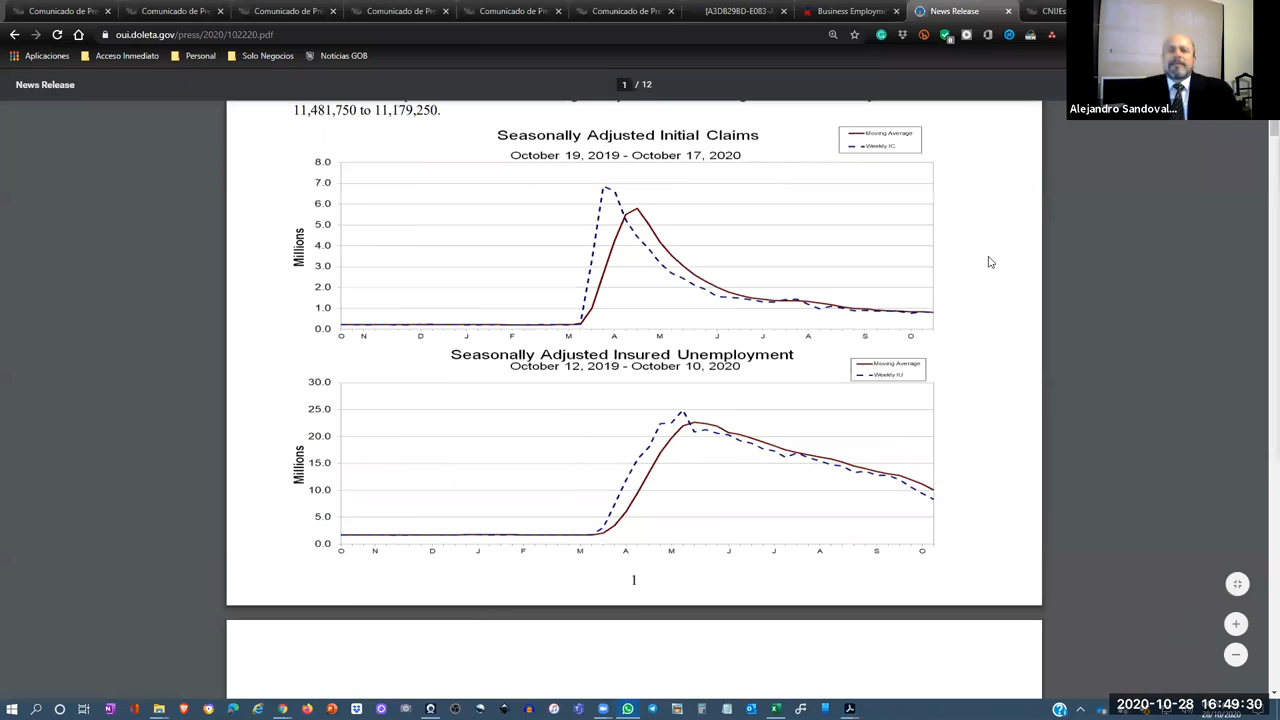 Comunicado de Pr
Comunicado de Pr
Comunicado de Pr
Comunicado de Pr
Comunicado de Pr
Comunicado de Pr
[A3DB29BD-E083-
Business Employm
News Release
CNIJEs
oui.doleta.gov/press/2020/102220.pdf
Aplicaciones
Acceso Inmediato
Personal
Solo Negocios
Noticias GOB
News Release
1 / 12
Alejandro Sandoval...
11,481,750 to 11,179,250.
Seasonally Adjusted Initial Claims
October 19, 2019 - October 17, 2020
Moving Average
Weekly IC
Millions
8.0
7.0
6.0
5.0
4.0
3.0
2.0
1.0
0.0
O N D J F M A M J J A S O
Seasonally Adjusted Insured Unemployment
October 12, 2019 - October 10, 2020
Moving Average
Weekly IU
Millions
30.0
25.0
20.0
15.0
10.0
5.0
0.0
O N D J F M A M J J A S O
1
2020-10-28 16:49:30
28/10/2020